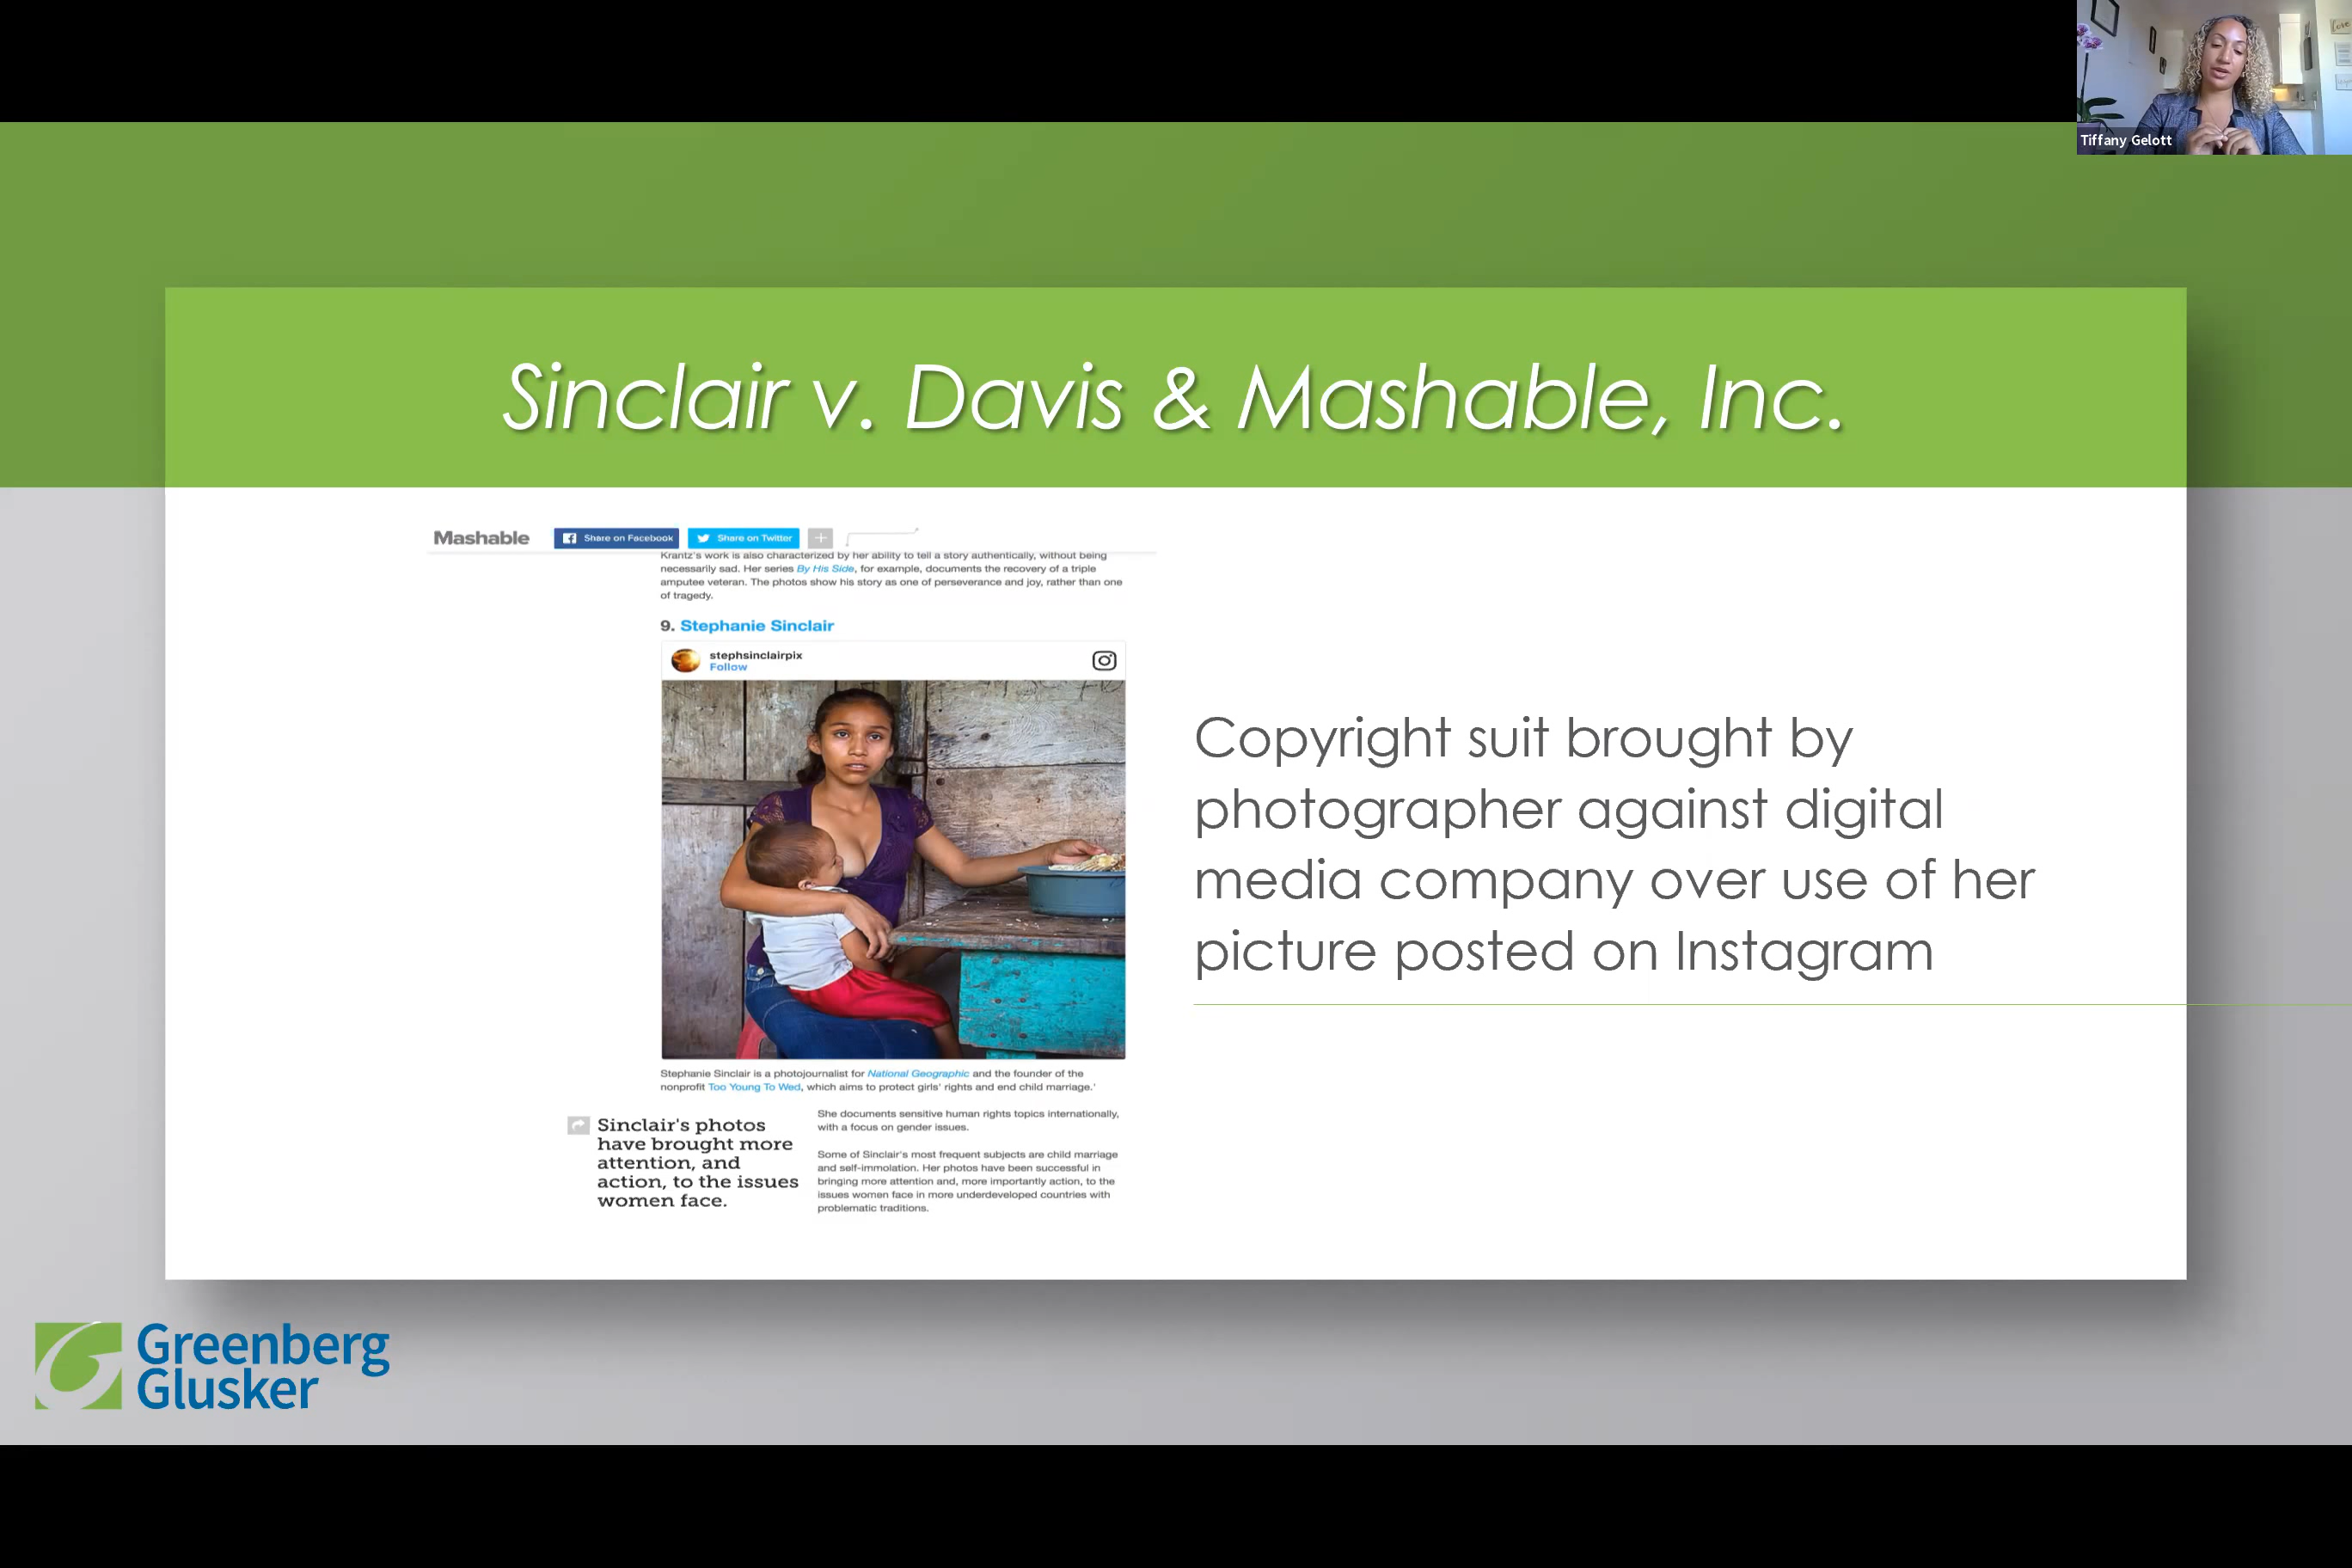 Tiffany Gelott
Sinclair v. Davis & Mashable, Inc.
Mashable
Share on Facebook
Share on Twitter
+
Krantz's work is also characterized by her ability to tell a story authentically, without being
necessarily sad. Her series By His Side, for example, documents the recovery of a triple
amputee veteran. The photos show his story as one of perseverance and joy, rather than one
of tragedy.
9. Stephanie Sinclair
stephsinclairpix
Follow
Stephanie Sinclair is a photojournalist for National Geographic and the founder of the
nonprofit Too Young To Wed, which aims to protect girls' rights and end child marriage.'
Sinclair's photos
have brought more
attention, and
action, to the issues
women face.
She documents sensitive human rights topics internationally,
with a focus on gender issues.
Some of Sinclair's most frequent subjects are child marriage
and self-immolation. Her photos have been successful in
bringing more attention and, more importantly action, to the
issues women face in more underdeveloped countries with
problematic traditions.
Copyright suit brought by
photographer against digital
media company over use of her
picture posted on Instagram
Greenberg
Glusker